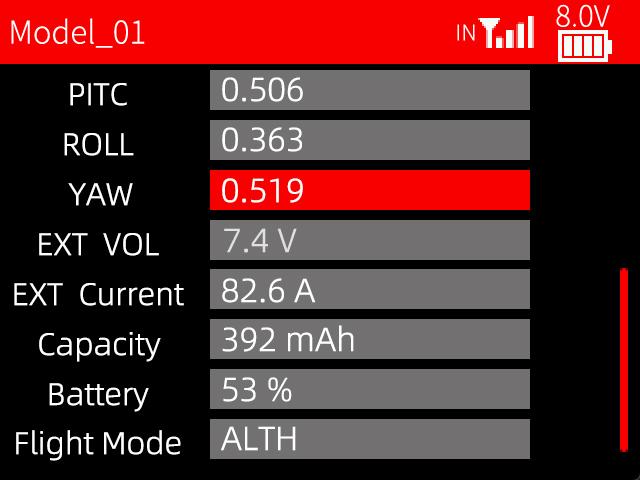 Model_01
IN
8.0V
PITC 0.506
ROLL 0.363
YAW 0.519
EXT VOL 7.4 V
EXT Current 82.6 A
Capacity 392 mAh
Battery 53 %
Flight Mode ALTH